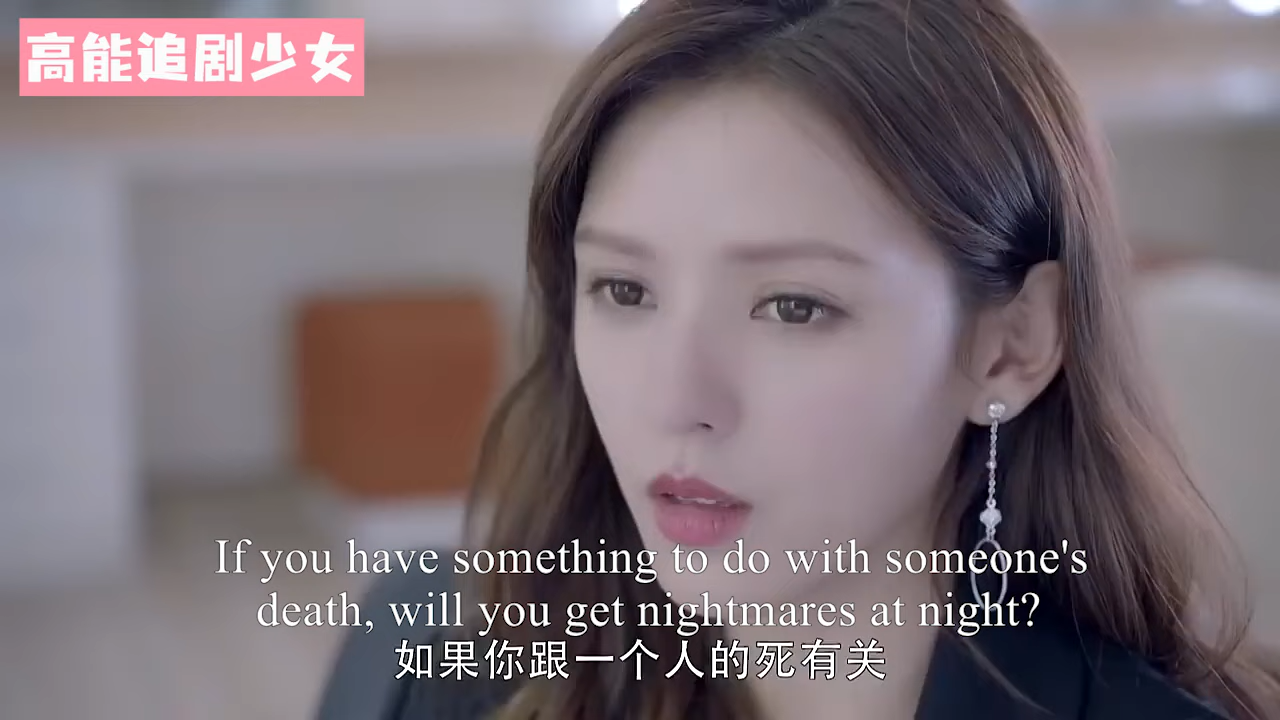 高能追剧少女
If you have something to do with someone's
death, will you get nightmares at night?
如果你跟一个人的死有关